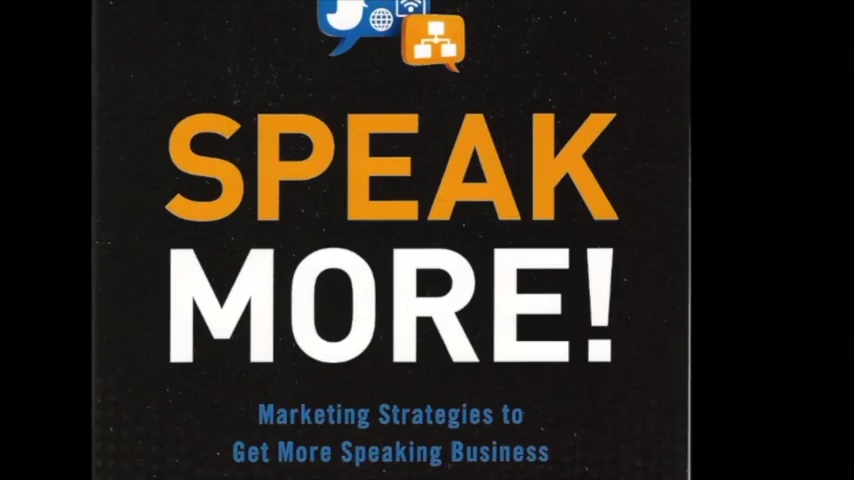 SPEAK
MORE!
Marketing Strategies to
Get More Speaking Business